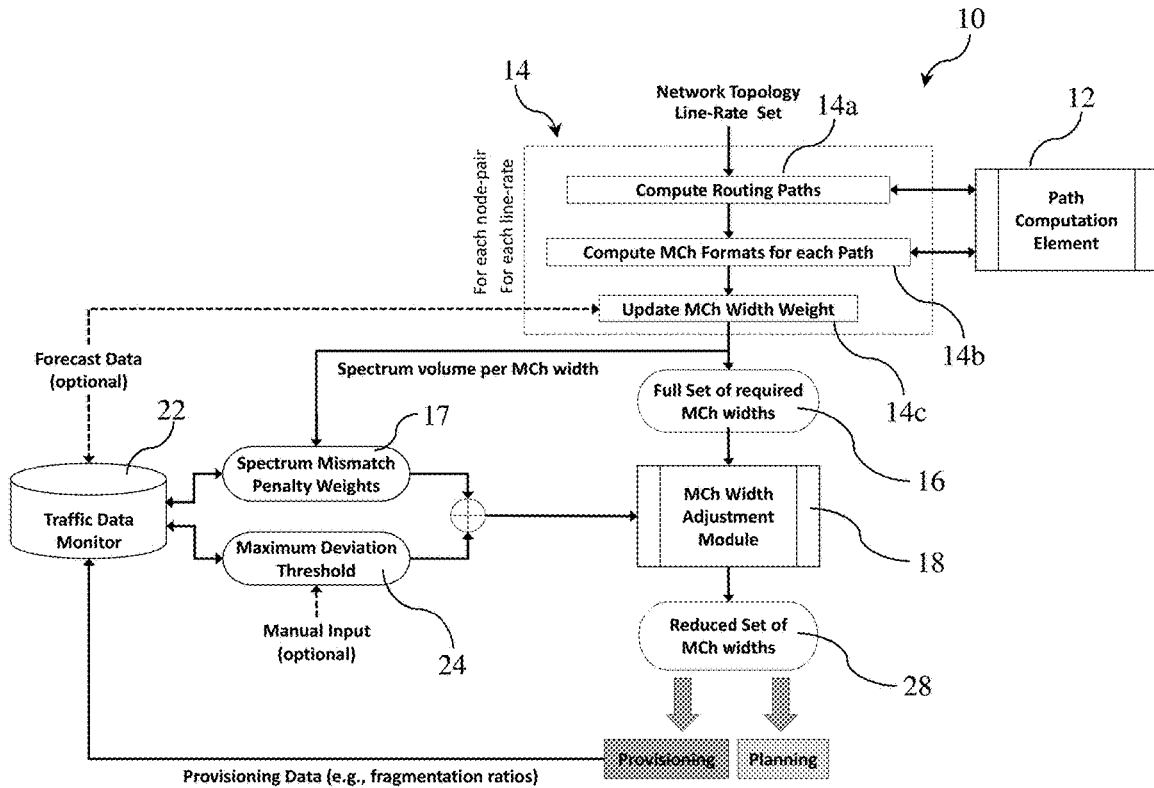 10
14
Network Topology
Line-Rate Set
14a
12
For each node-pair
For each line-rate
Compute Routing Paths
Path
Computation
Element
Compute MCh Formats for each Path
Update MCh Width Weight
14b
Forecast Data
(optional)
Spectrum volume per MCh width
14c
Full Set of required
MCh widths
22
17
16
Spectrum Mismatch
Penalty Weights
Traffic Data
Monitor
MCh Width
Adjustment
Module
Maximum Deviation
Threshold
18
Manual Input
(optional)
24
Reduced Set of
MCh widths
28
Provisioning
Planning
Provisioning Data (e.g., fragmentation ratios)